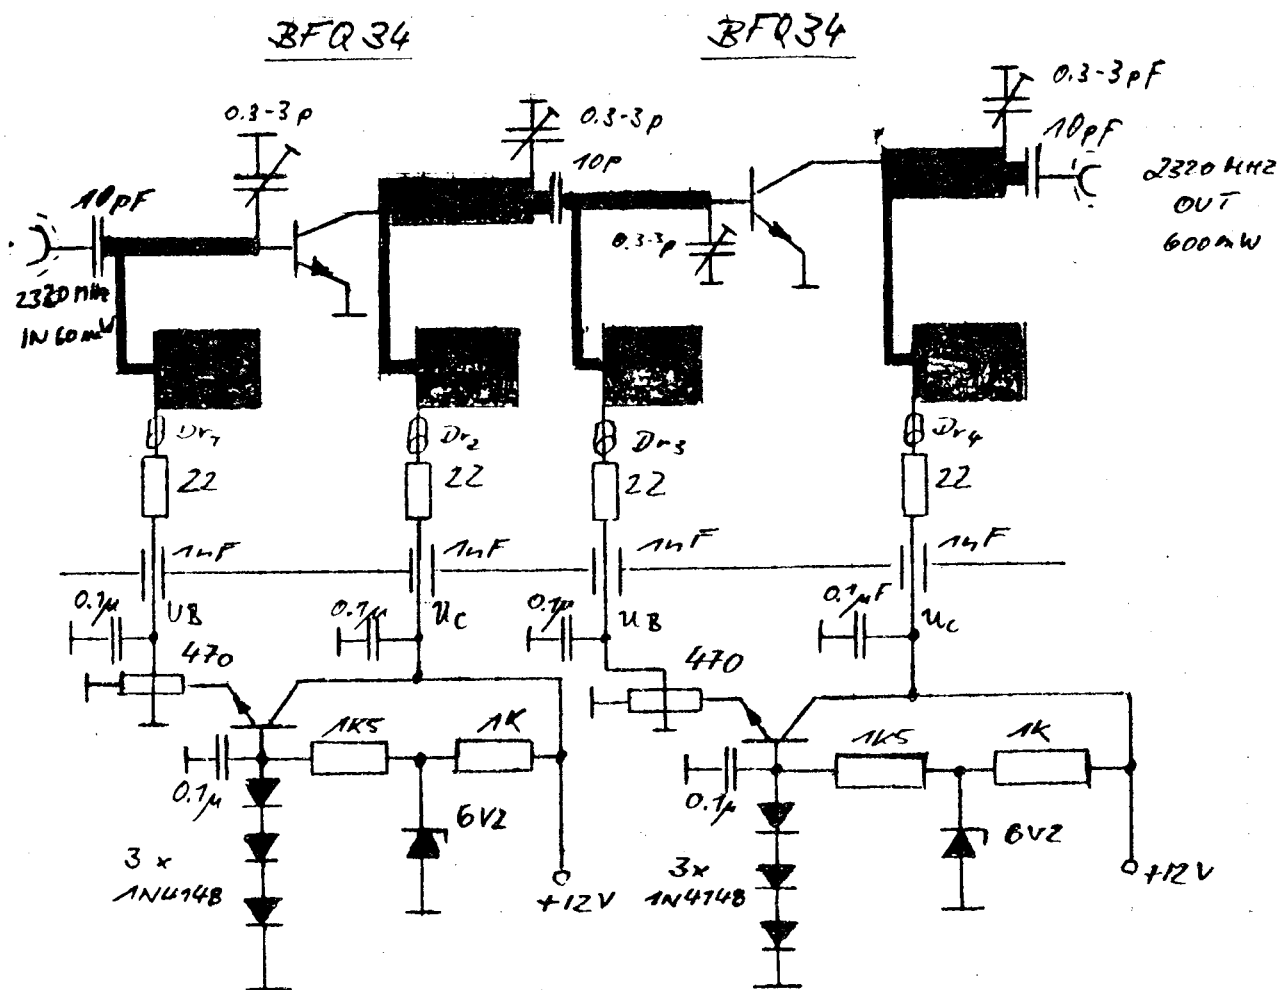 BFQ34
BFQ34
0.3-3p
0.3-3p
0.3-3pF
10pF
10p
10pF
2320 MHz
OUT
600mW
0.3-3p
2320MHz
IN 60mW
Dr1
Dr2
Dr3
Dr4
22
22
22
22
1nF
1nF
1nF
1nF
0.1μ
UB
0.1μ
UC
0.1μ
UB
0.1μF
UC
470
470
1K5
1K
1K5
1K
0.1μ
0.1μ
6V2
6V2
3x
1N4148
+12V
3x
1N4148
+12V